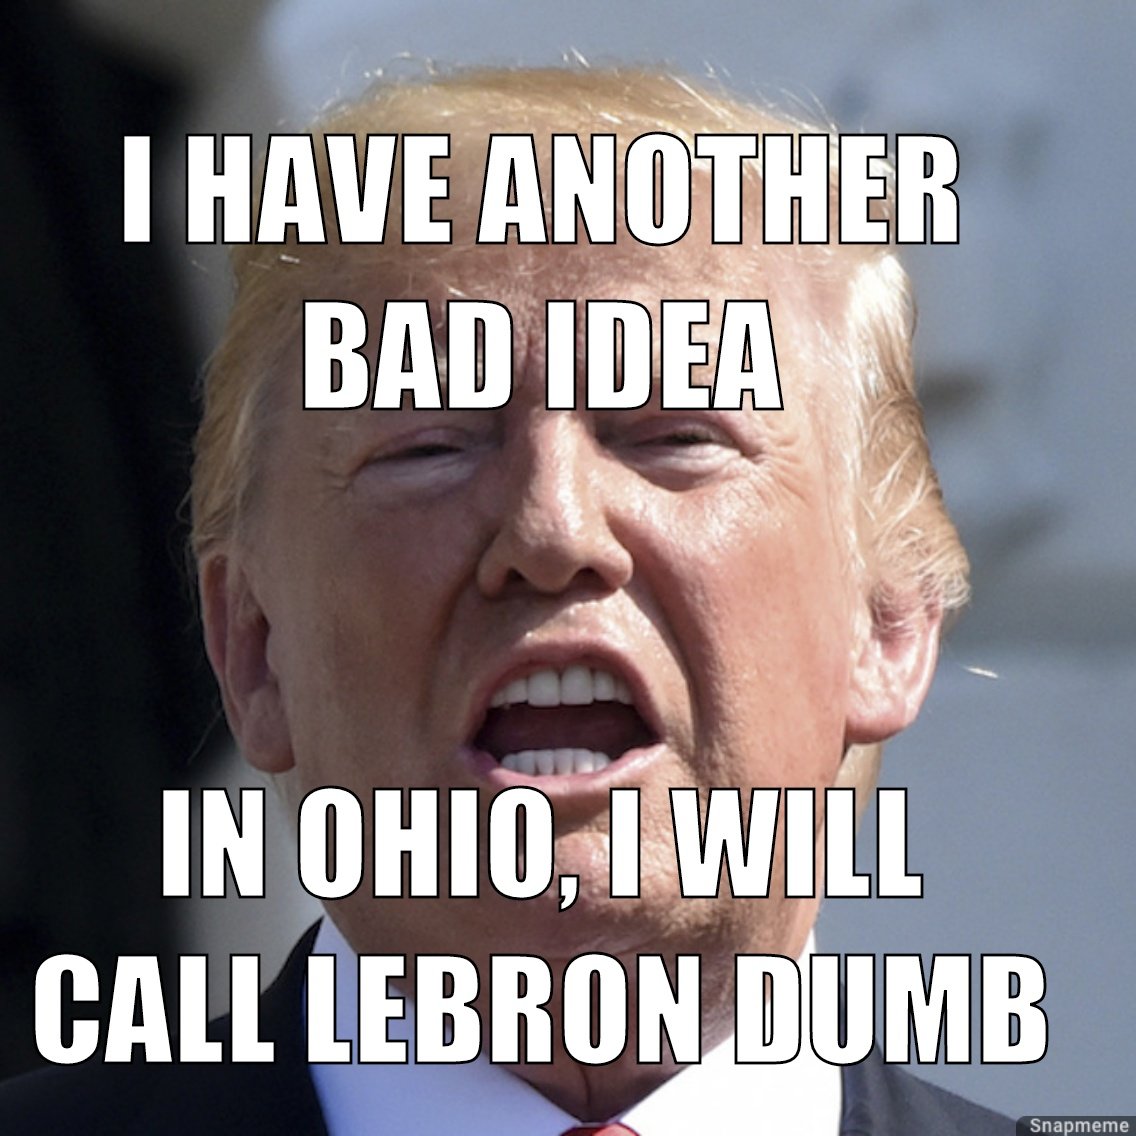 I HAVE ANOTHER
BAD IDEA
IN OHIO, I WILL
CALL LEBRON DUMB
Snapmeme